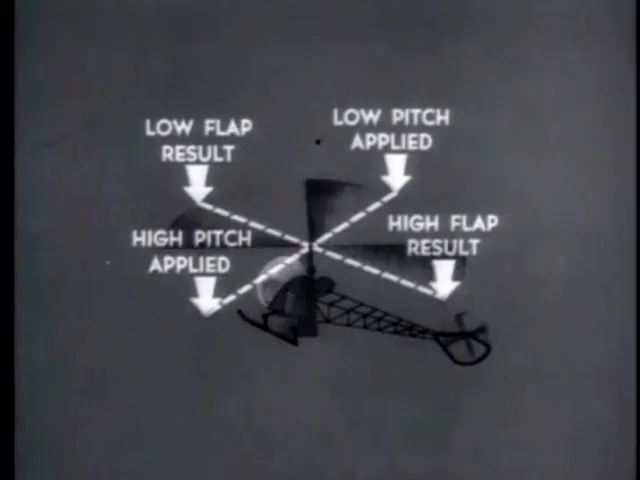 LOW FLAP
RESULT
LOW PITCH
APPLIED
HIGH PITCH
APPLIED
HIGH FLAP
RESULT